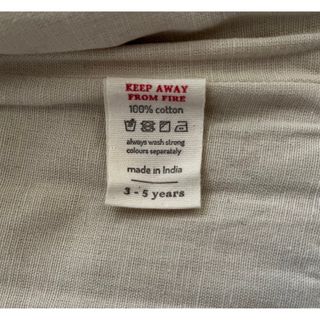 KEEP AWAY
FROM FIRE
100% cotton
always wash strong
colours separately
made in India
3 - 5 years